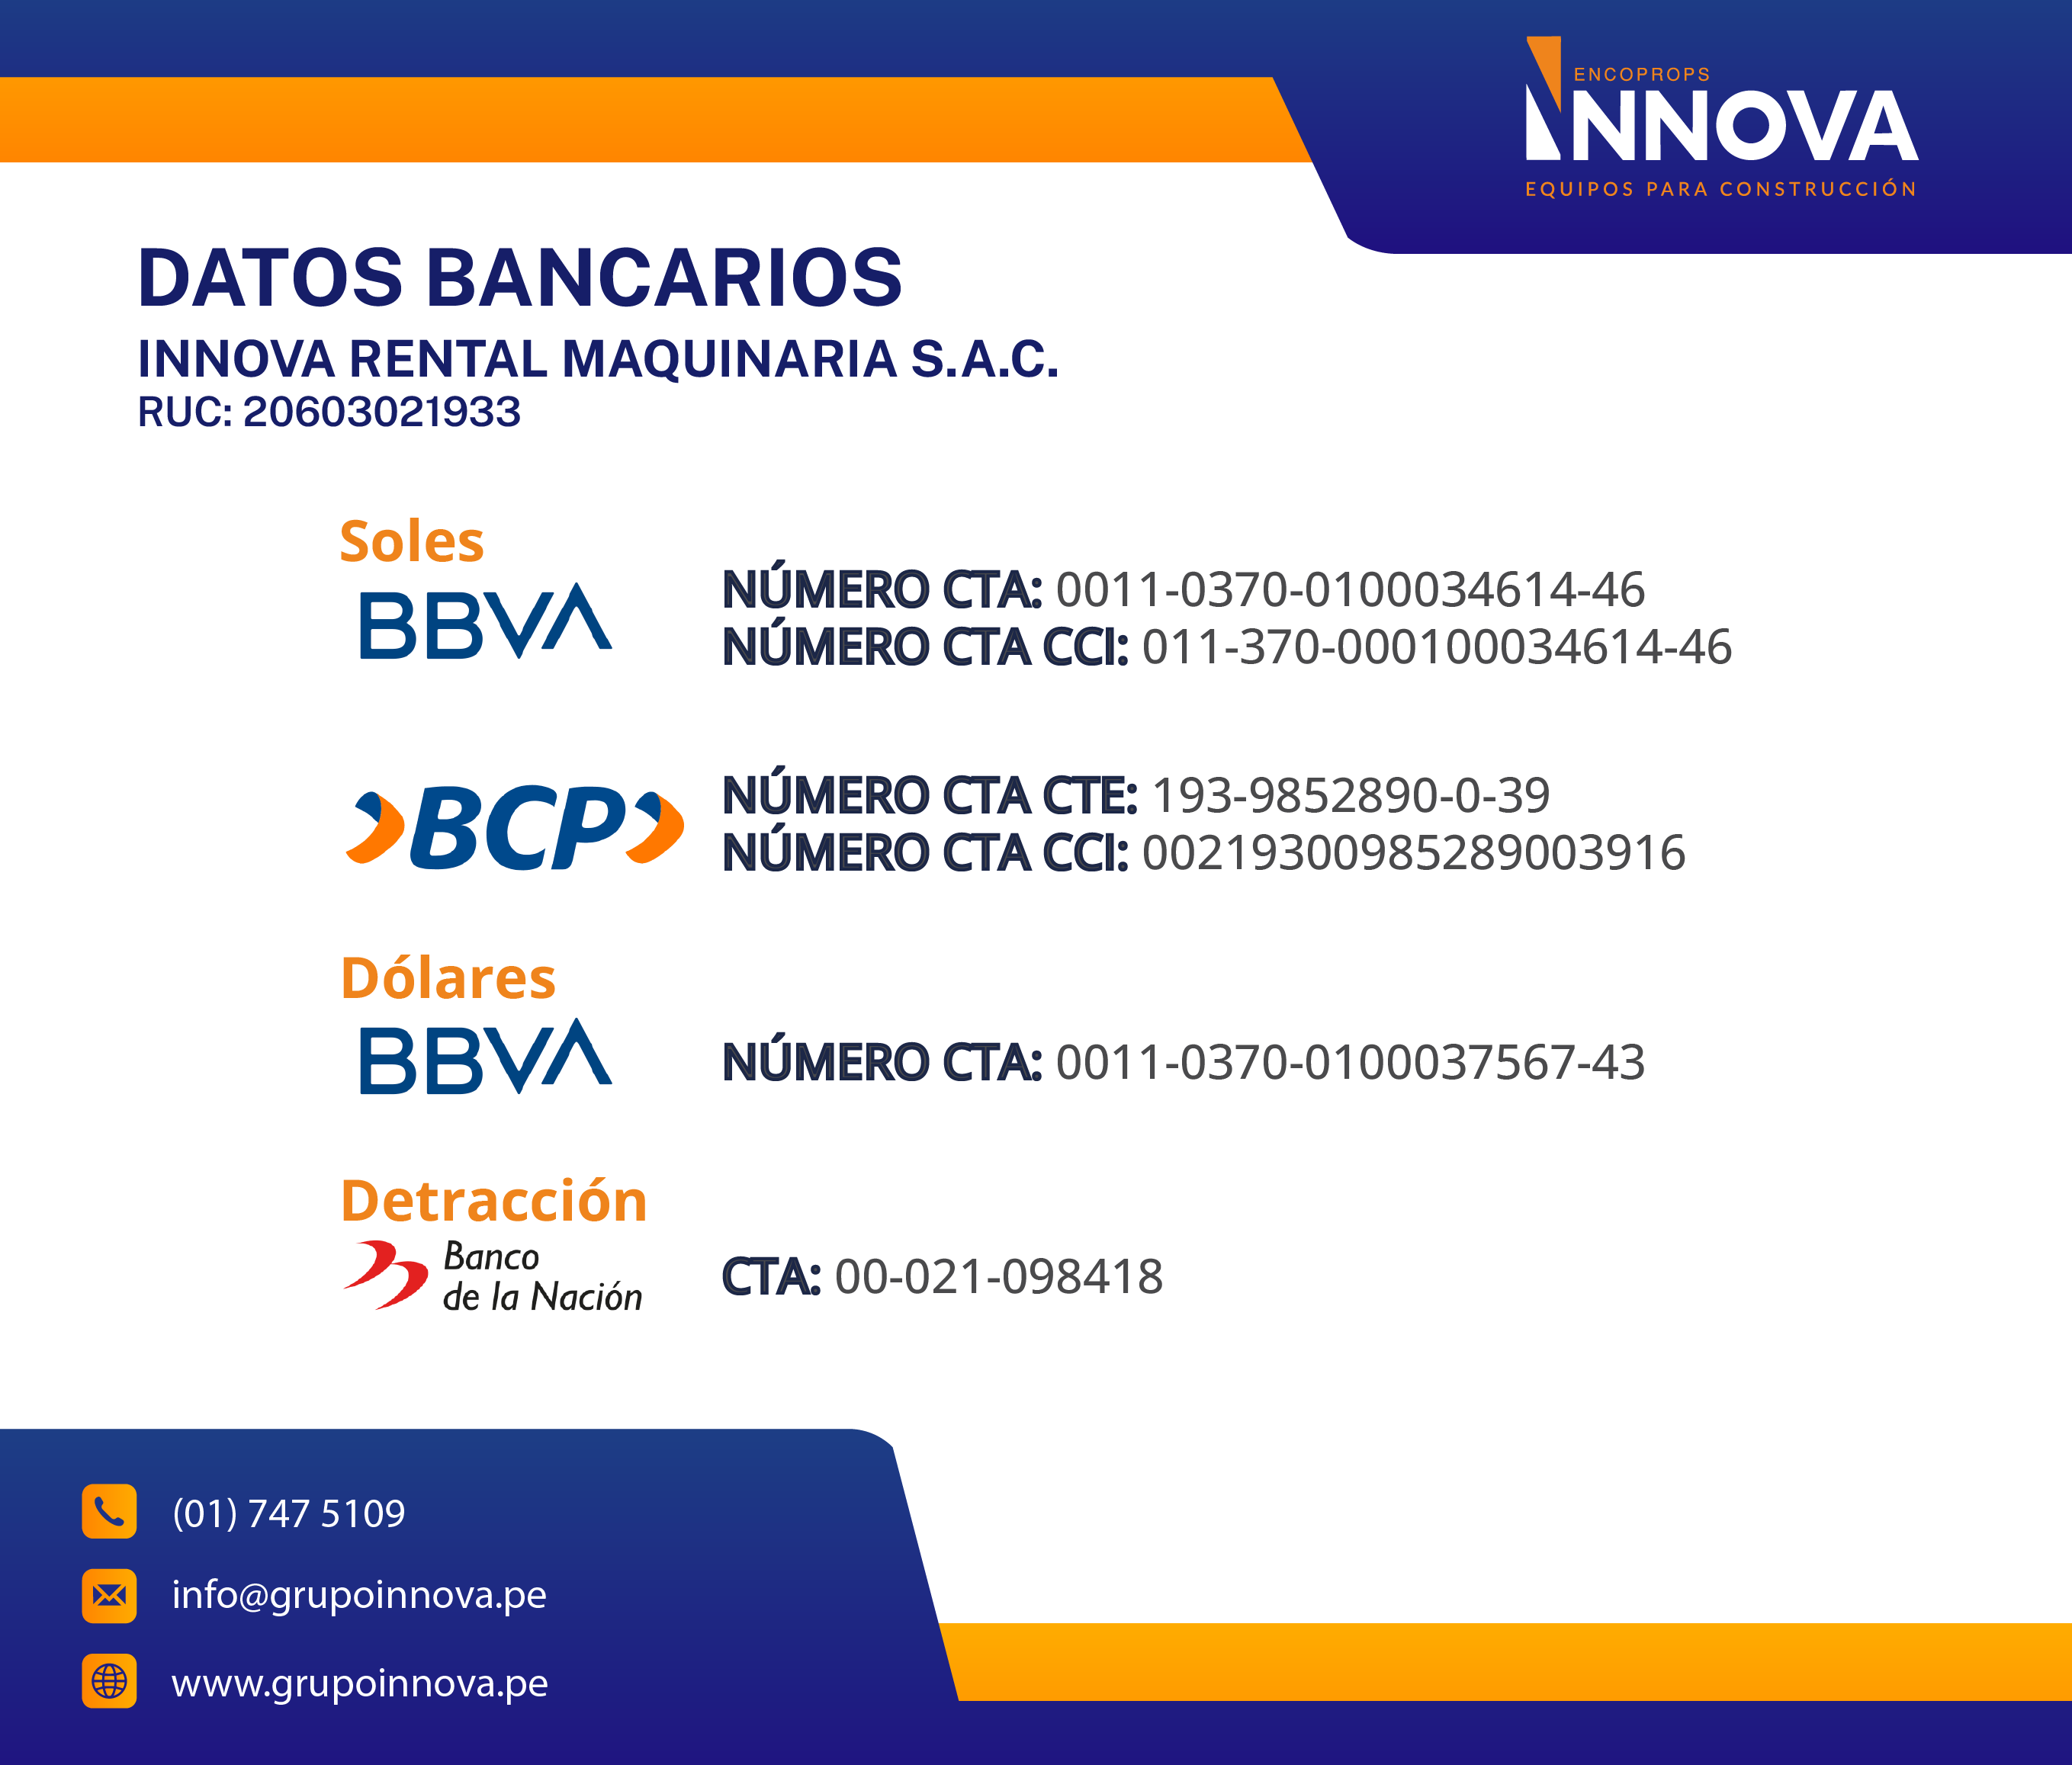 ENCOPROPS
INNOVA
EQUIPOS PARA CONSTRUCCIÓN
DATOS BANCARIOS
INNOVA RENTAL MAQUINARIA S.A.C.
RUC: 20603021933
Soles
BBVA
NÚMERO CTA: 0011-0370-0100034614-46
NÚMERO CTA CCI: 011-370-000100034614-46
BCP
NÚMERO CTA CTE: 193-9852890-0-39
NÚMERO CTA CCI: 00219300985289003916
Dólares
BBVA
NÚMERO CTA: 0011-0370-0100037567-43
Detracción
Banco
de la Nación
CTA: 00-021-098418
(01) 747 5109
info@grupoinnova.pe
www.grupoinnova.pe